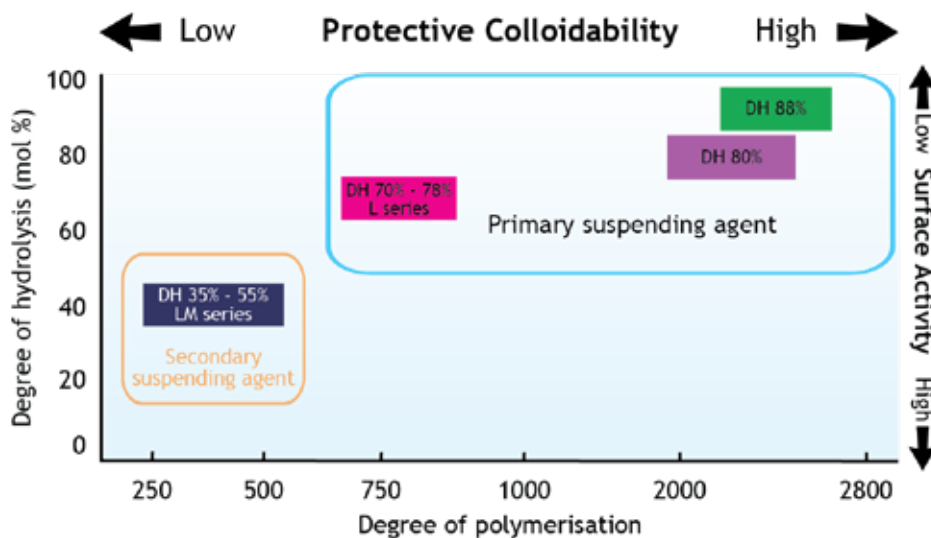 Low Protective Colloidability High
Degree of hydrolysis (mol %)
100
80
60
40
20
0
DH 88%
DH 80%
DH 70% - 78%
L series
Primary suspending agent
DH 35% - 55%
LM series
Secondary
suspending agent
Low Surface Activity High
250 500 750 1000 2000 2800
Degree of polymerisation